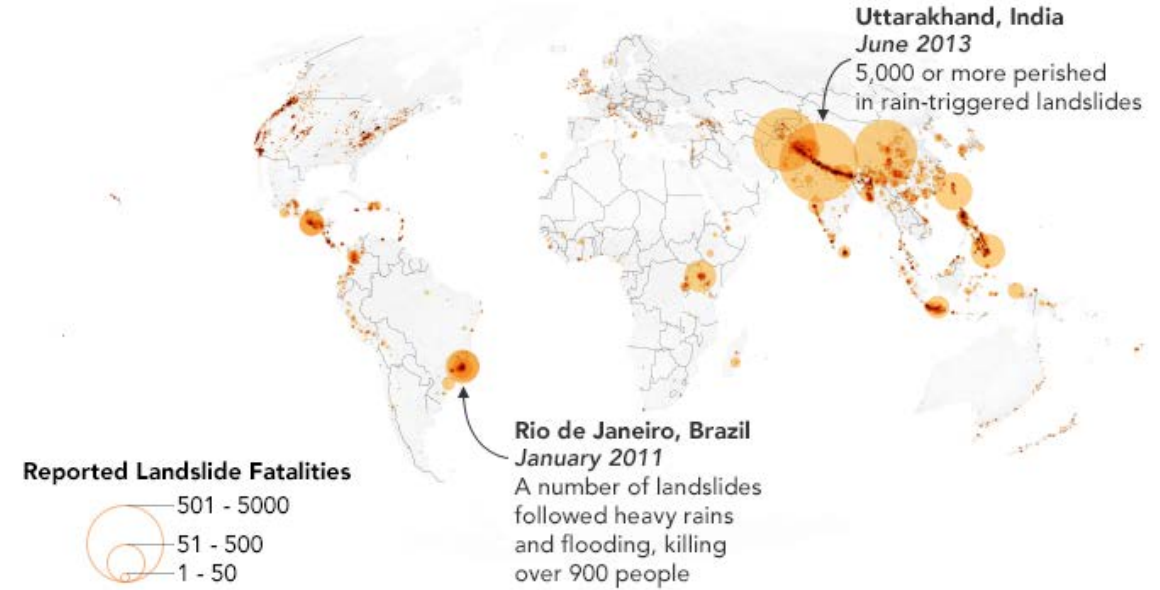 Uttarakhand, India
June 2013
5,000 or more perished
in rain-triggered landslides
Rio de Janeiro, Brazil
January 2011
A number of landslides
followed heavy rains
and flooding, killing
over 900 people
Reported Landslide Fatalities
501 - 5000
51 - 500
1 - 50